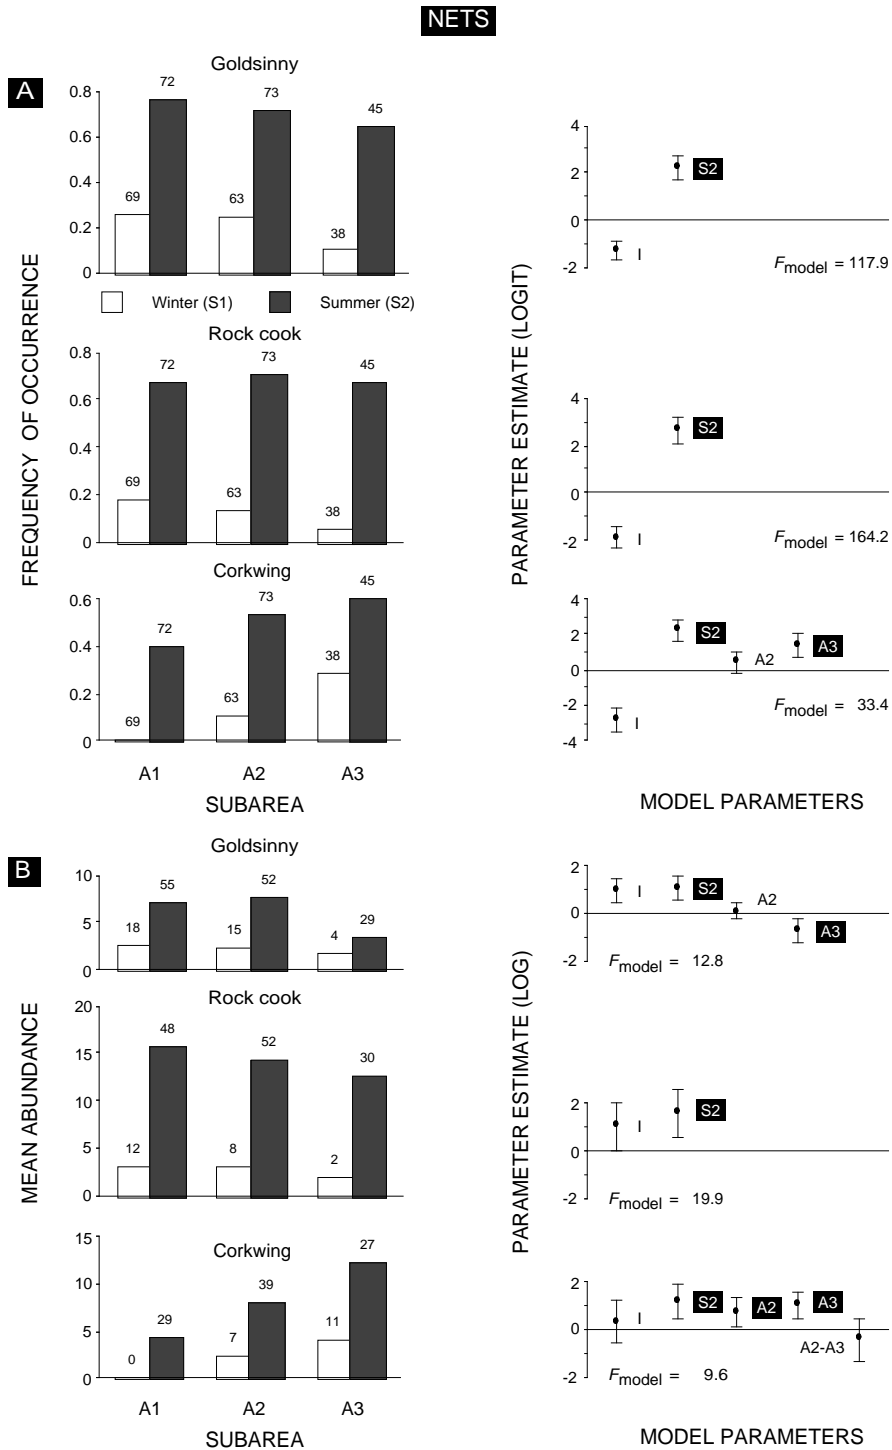 NETS
A
Goldsinny
FREQUENCY OF OCCURRENCE
0.8
0.6
0.4
0.2
0
69
72
63
73
38
45
Winter (S1)
Summer (S2)
Rock cook
0.8
0.6
0.4
0.2
0
69
72
63
73
38
45
Corkwing
0.6
0.4
0.2
0
69
72
63
73
38
45
A1
A2
A3
SUBAREA
PARAMETER ESTIMATE (LOGIT)
4
2
0
-2
I
S2
Fmodel = 117.9
4
2
0
-2
I
S2
Fmodel = 164.2
4
2
0
-2
-4
I
S2
A2
A3
Fmodel = 33.4
MODEL PARAMETERS
B
Goldsinny
MEAN ABUNDANCE
10
5
0
18
55
15
52
4
29
Rock cook
20
15
10
5
0
12
48
8
52
2
30
Corkwing
15
10
5
0
0
29
7
39
11
27
A1
A2
A3
SUBAREA
PARAMETER ESTIMATE (LOG)
2
0
-2
I
S2
A2
A3
Fmodel = 12.8
2
0
-2
I
S2
Fmodel = 19.9
2
0
-2
I
S2
A2
A3
A2-A3
Fmodel = 9.6
MODEL PARAMETERS